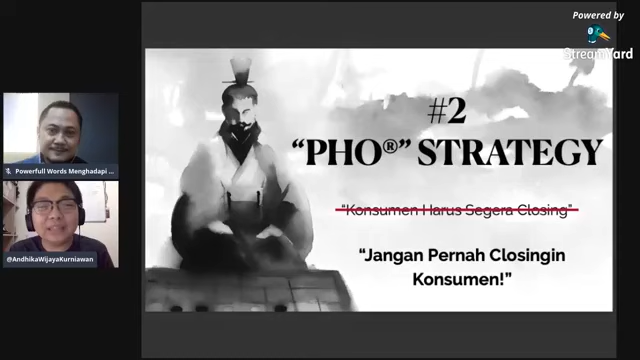 Powered by
StreamYard
#2
“PHO®” STRATEGY
“Konsumen Harus Segera Closing”
“Jangan Pernah Closingin
Konsumen!”
Powerfull Words Menghadapi ...
@AndhikaWijayaKurniawan